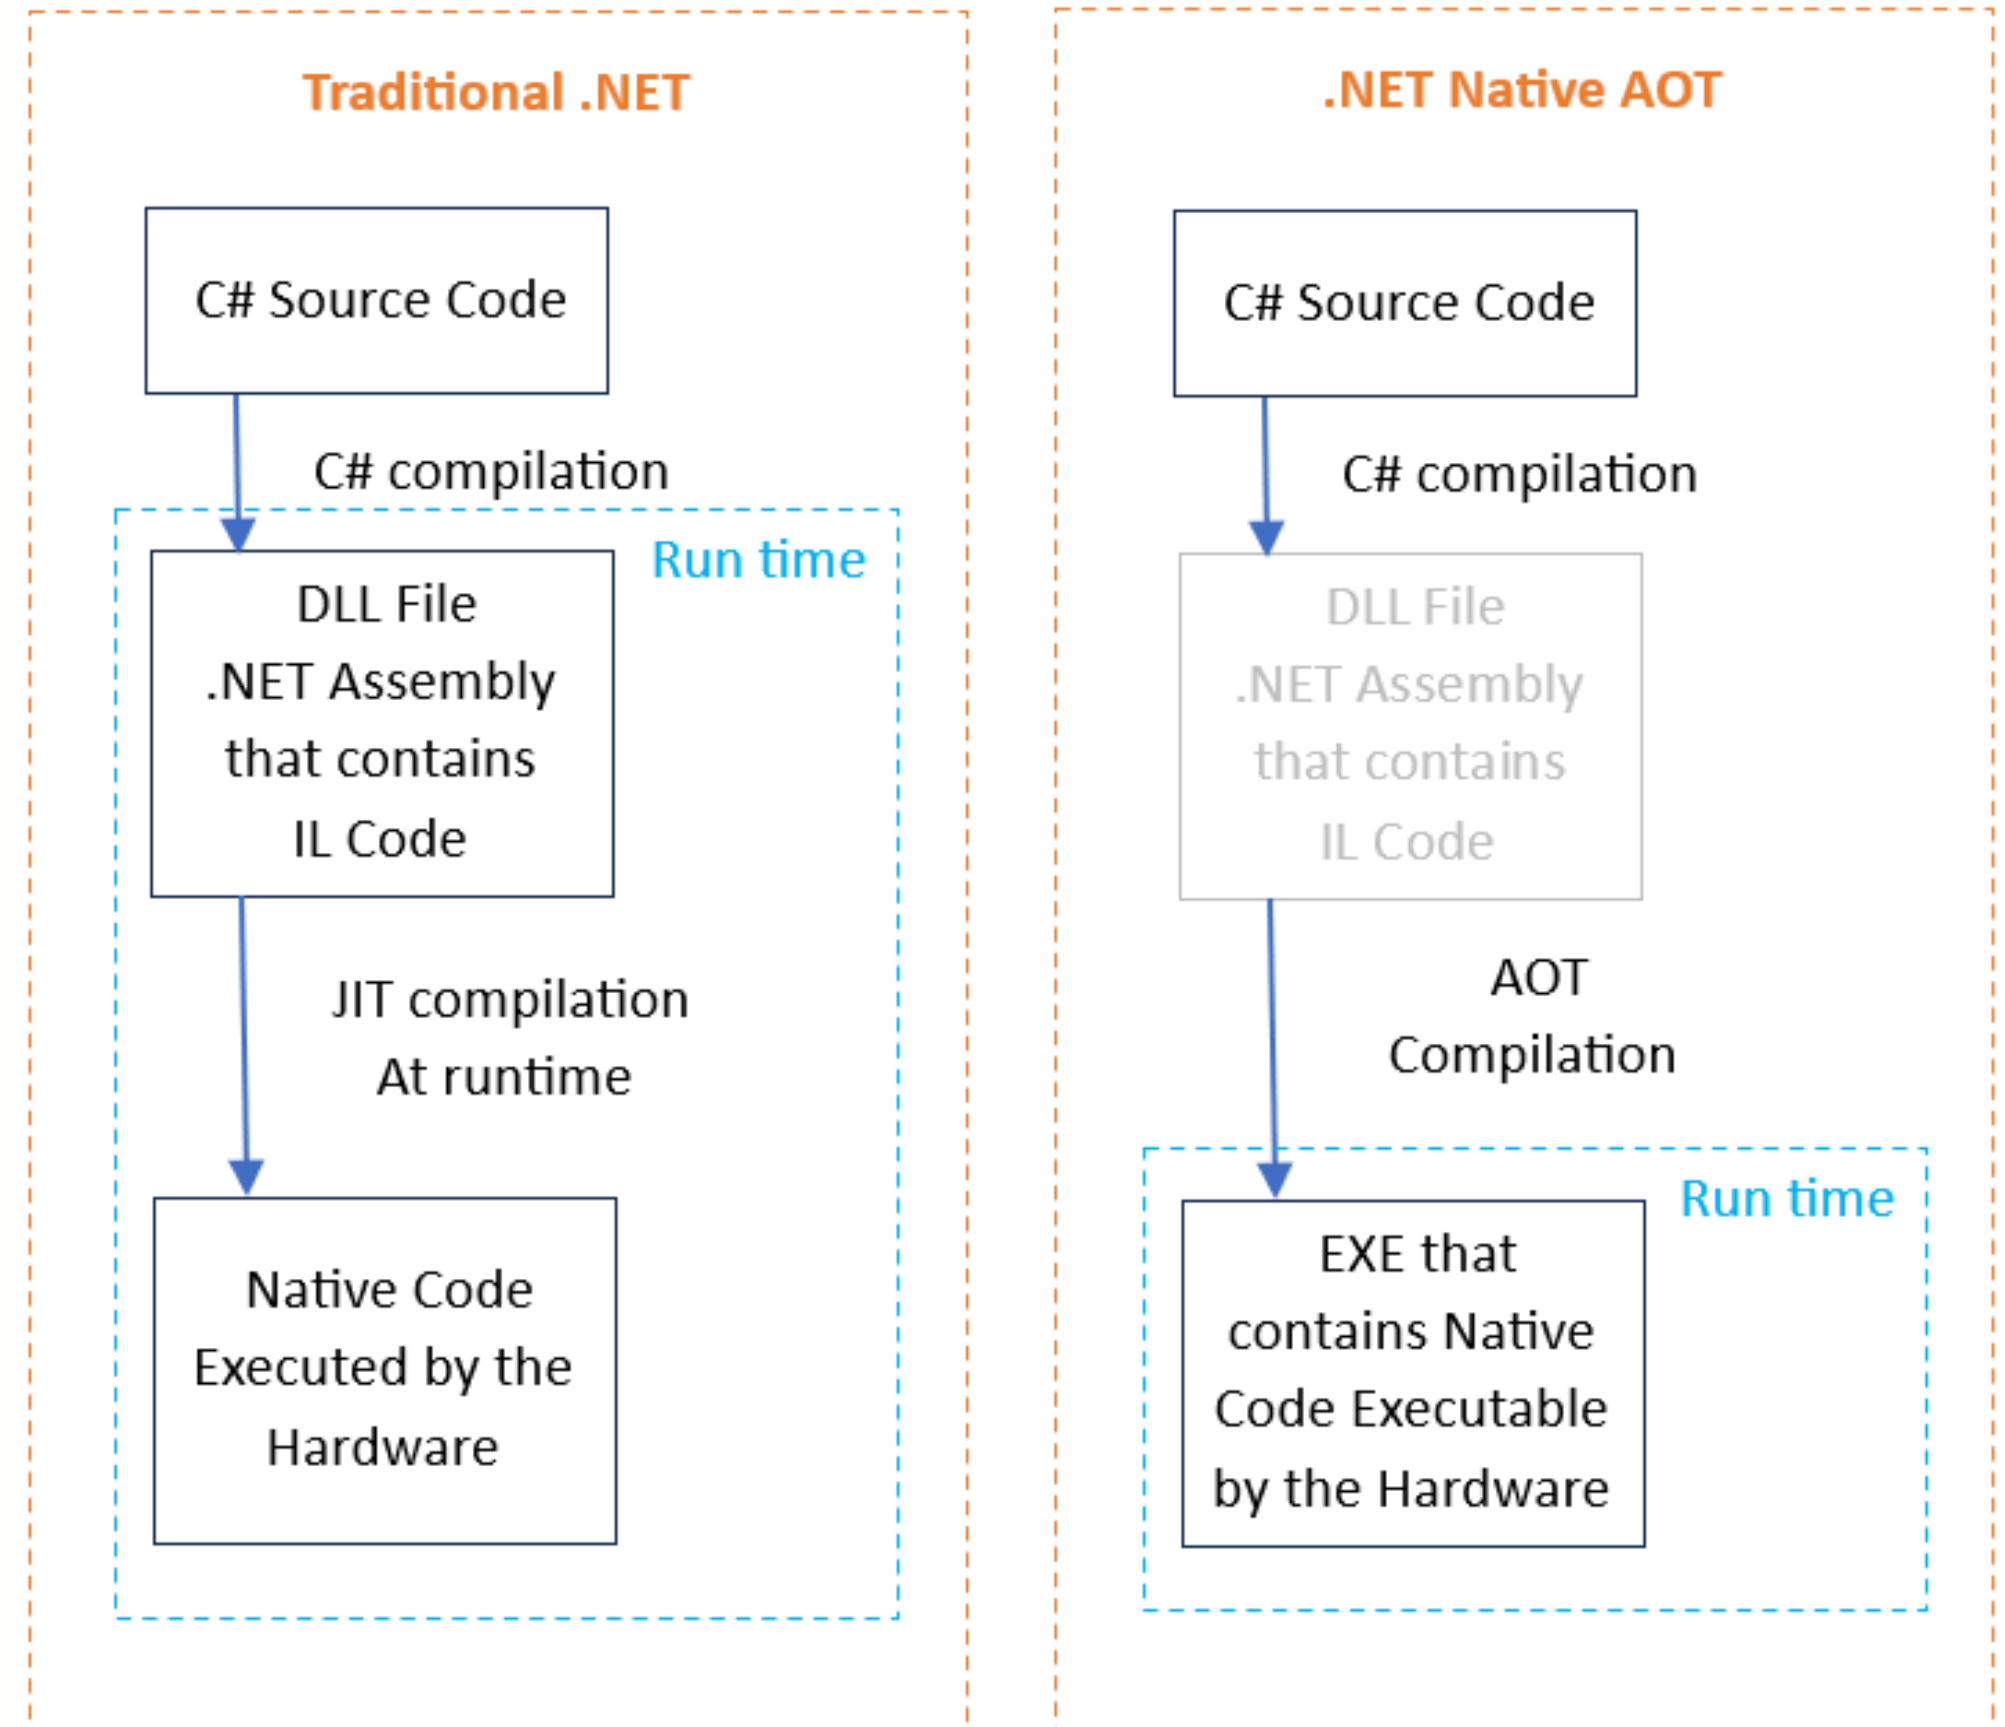 Traditional .NET
C# Source Code
C# compilation
Run time
DLL File
.NET Assembly
that contains
IL Code
JIT compilation
At runtime
Native Code
Executed by the
Hardware
.NET Native AOT
C# Source Code
C# compilation
DLL File
.NET Assembly
that contains
IL Code
AOT
Compilation
Run time
EXE that
contains Native
Code Executable
by the Hardware